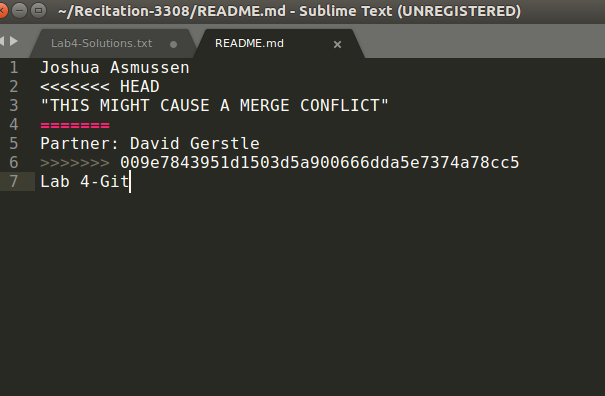 ~/Recitation-3308/README.md - Sublime Text (UNREGISTERED)
Lab4-Solutions.txt
README.md
1 Joshua Asmussen
2 <<<<<<< HEAD
3 "THIS MIGHT CAUSE A MERGE CONFLICT"
4 =======
5 Partner: David Gerstle
6 >>>>>>> 009e7843951d1503d5a900666dda5e7374a78cc5
7 Lab 4-Git